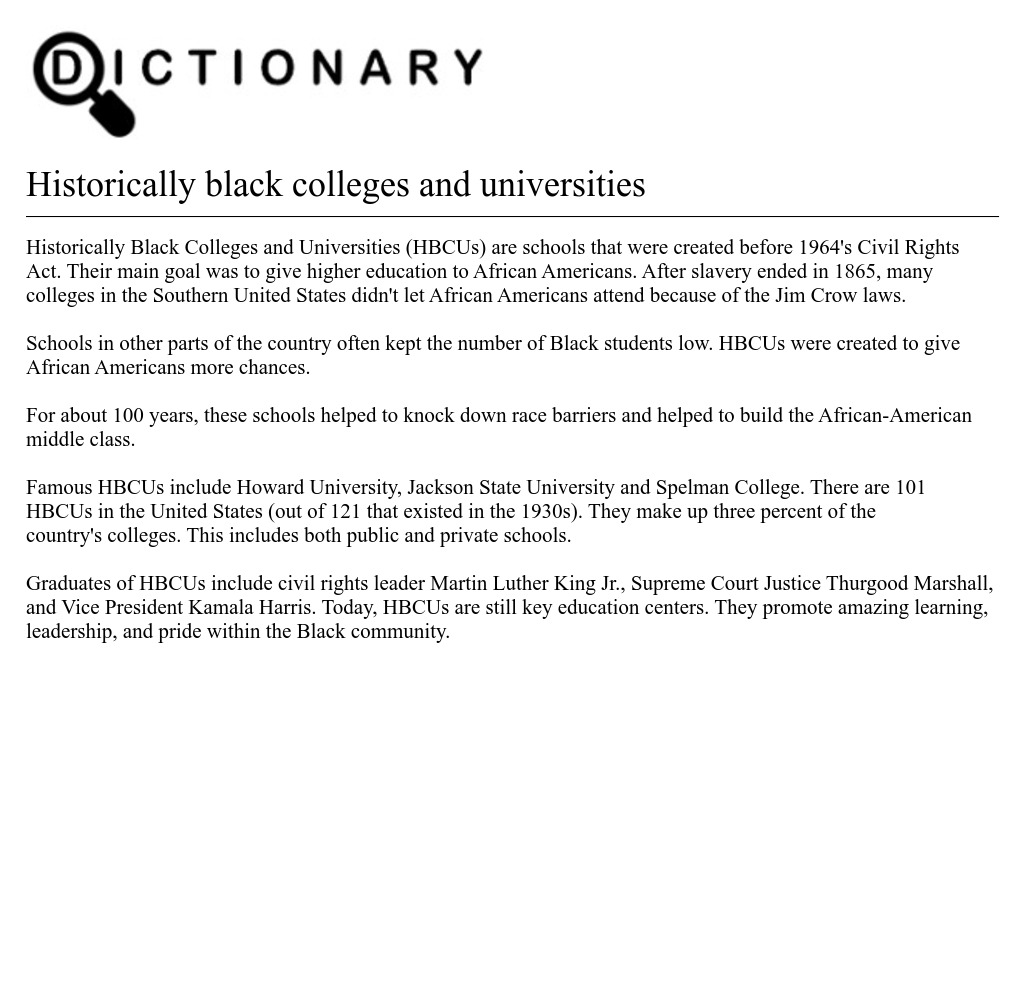 DICTIONARY
Historically black colleges and universities
Historically Black Colleges and Universities (HBCUs) are schools that were created before 1964's Civil Rights
Act. Their main goal was to give higher education to African Americans. After slavery ended in 1865, many
colleges in the Southern United States didn't let African Americans attend because of the Jim Crow laws.
Schools in other parts of the country often kept the number of Black students low. HBCUs were created to give
African Americans more chances.
For about 100 years, these schools helped to knock down race barriers and helped to build the African-American
middle class.
Famous HBCUs include Howard University, Jackson State University and Spelman College. There are 101
HBCUs in the United States (out of 121 that existed in the 1930s). They make up three percent of the
country's colleges. This includes both public and private schools.
Graduates of HBCUs include civil rights leader Martin Luther King Jr., Supreme Court Justice Thurgood Marshall,
and Vice President Kamala Harris. Today, HBCUs are still key education centers. They promote amazing learning,
leadership, and pride within the Black community.